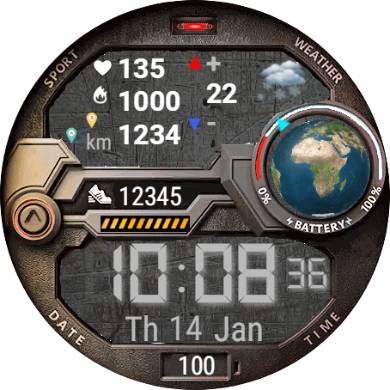 SPORT
WEATHER
135
1000
1234
km
+
22
-
12345
0%
BATTERY
100%
10:08 36
Th 14 Jan
DATE
TIME
100